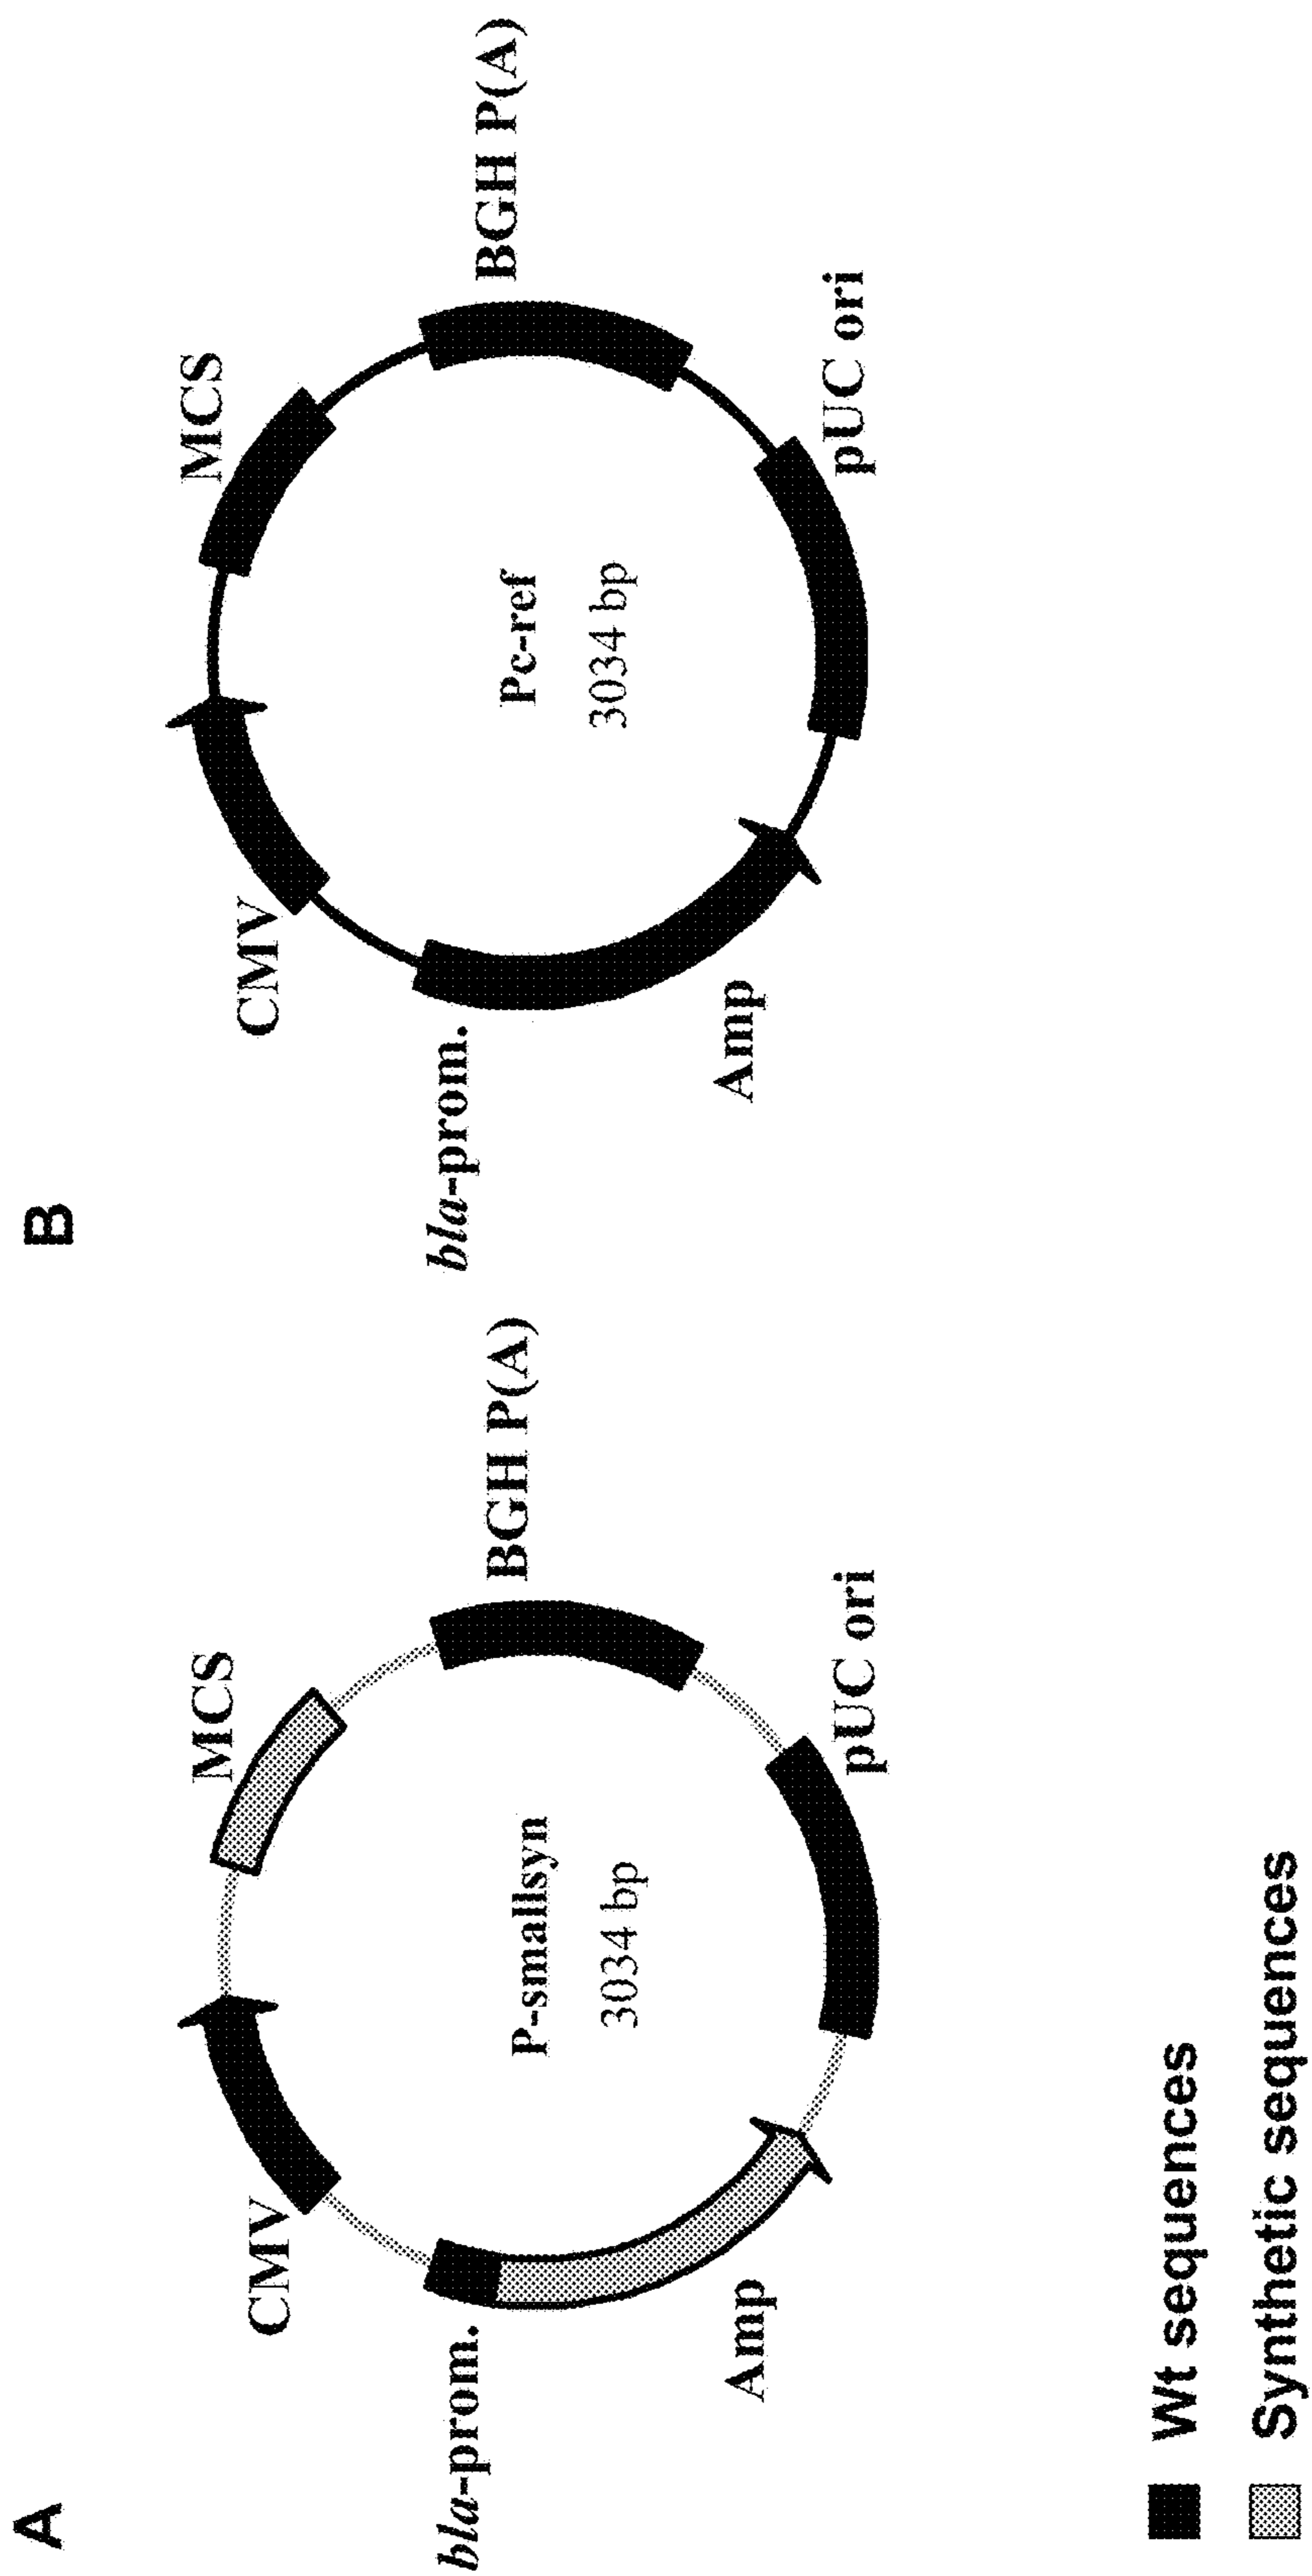 A
MCS
CMV
BGH P(A)
bla-prom.
P-smallsyn
3034 bp
Amp
pUC ori
B
MCS
CMV
BGH P(A)
bla-prom.
Pc-ref
3034 bp
Amp
pUC ori
Wt sequences
Synthetic sequences